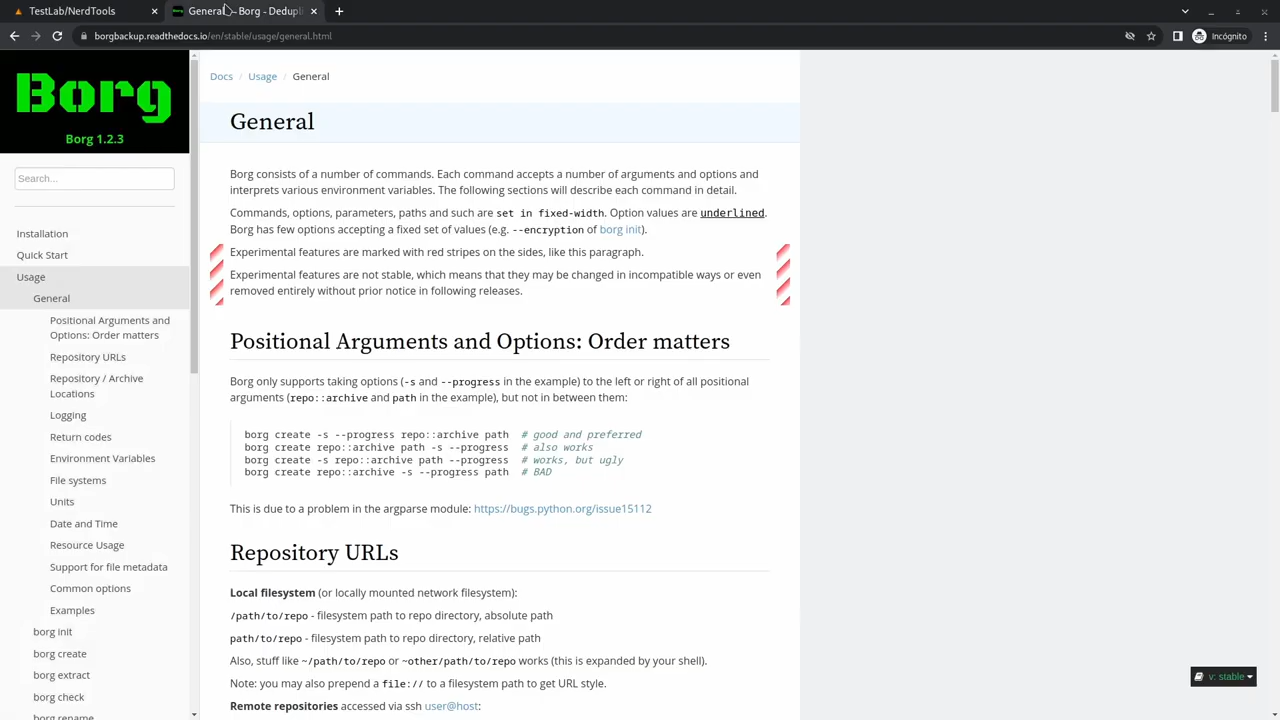 TestLab/NerdTools
General — Borg - Dedupli
borgbackup.readthedocs.io/en/stable/usage/general.html
Incógnito
Borg
Borg 1.2.3
Search...
Installation
Quick Start
Usage
General
Positional Arguments and
Options: Order matters
Repository URLs
Repository / Archive
Locations
Logging
Return codes
Environment Variables
File systems
Units
Date and Time
Resource Usage
Support for file metadata
Common options
Examples
borg init
borg create
borg extract
borg check
borg rename
Docs / Usage / General
General
Borg consists of a number of commands. Each command accepts a number of arguments and options and
interprets various environment variables. The following sections will describe each command in detail.
Commands, options, parameters, paths and such are set in fixed-width. Option values are underlined.
Borg has few options accepting a fixed set of values (e.g. --encryption of borg init).
Experimental features are marked with red stripes on the sides, like this paragraph.
Experimental features are not stable, which means that they may be changed in incompatible ways or even
removed entirely without prior notice in following releases.
Positional Arguments and Options: Order matters
Borg only supports taking options (-s and --progress in the example) to the left or right of all positional
arguments (repo::archive and path in the example), but not in between them:
borg create -s --progress repo::archive path  # good and preferred
borg create repo::archive path -s --progress  # also works
borg create -s repo::archive path --progress  # works, but ugly
borg create repo::archive -s --progress path  # BAD
This is due to a problem in the argparse module: https://bugs.python.org/issue15112
Repository URLs
Local filesystem (or locally mounted network filesystem):
/path/to/repo - filesystem path to repo directory, absolute path
path/to/repo - filesystem path to repo directory, relative path
Also, stuff like ~/path/to/repo or ~other/path/to/repo works (this is expanded by your shell).
Note: you may also prepend a file:// to a filesystem path to get URL style.
Remote repositories accessed via ssh user@host:
v: stable